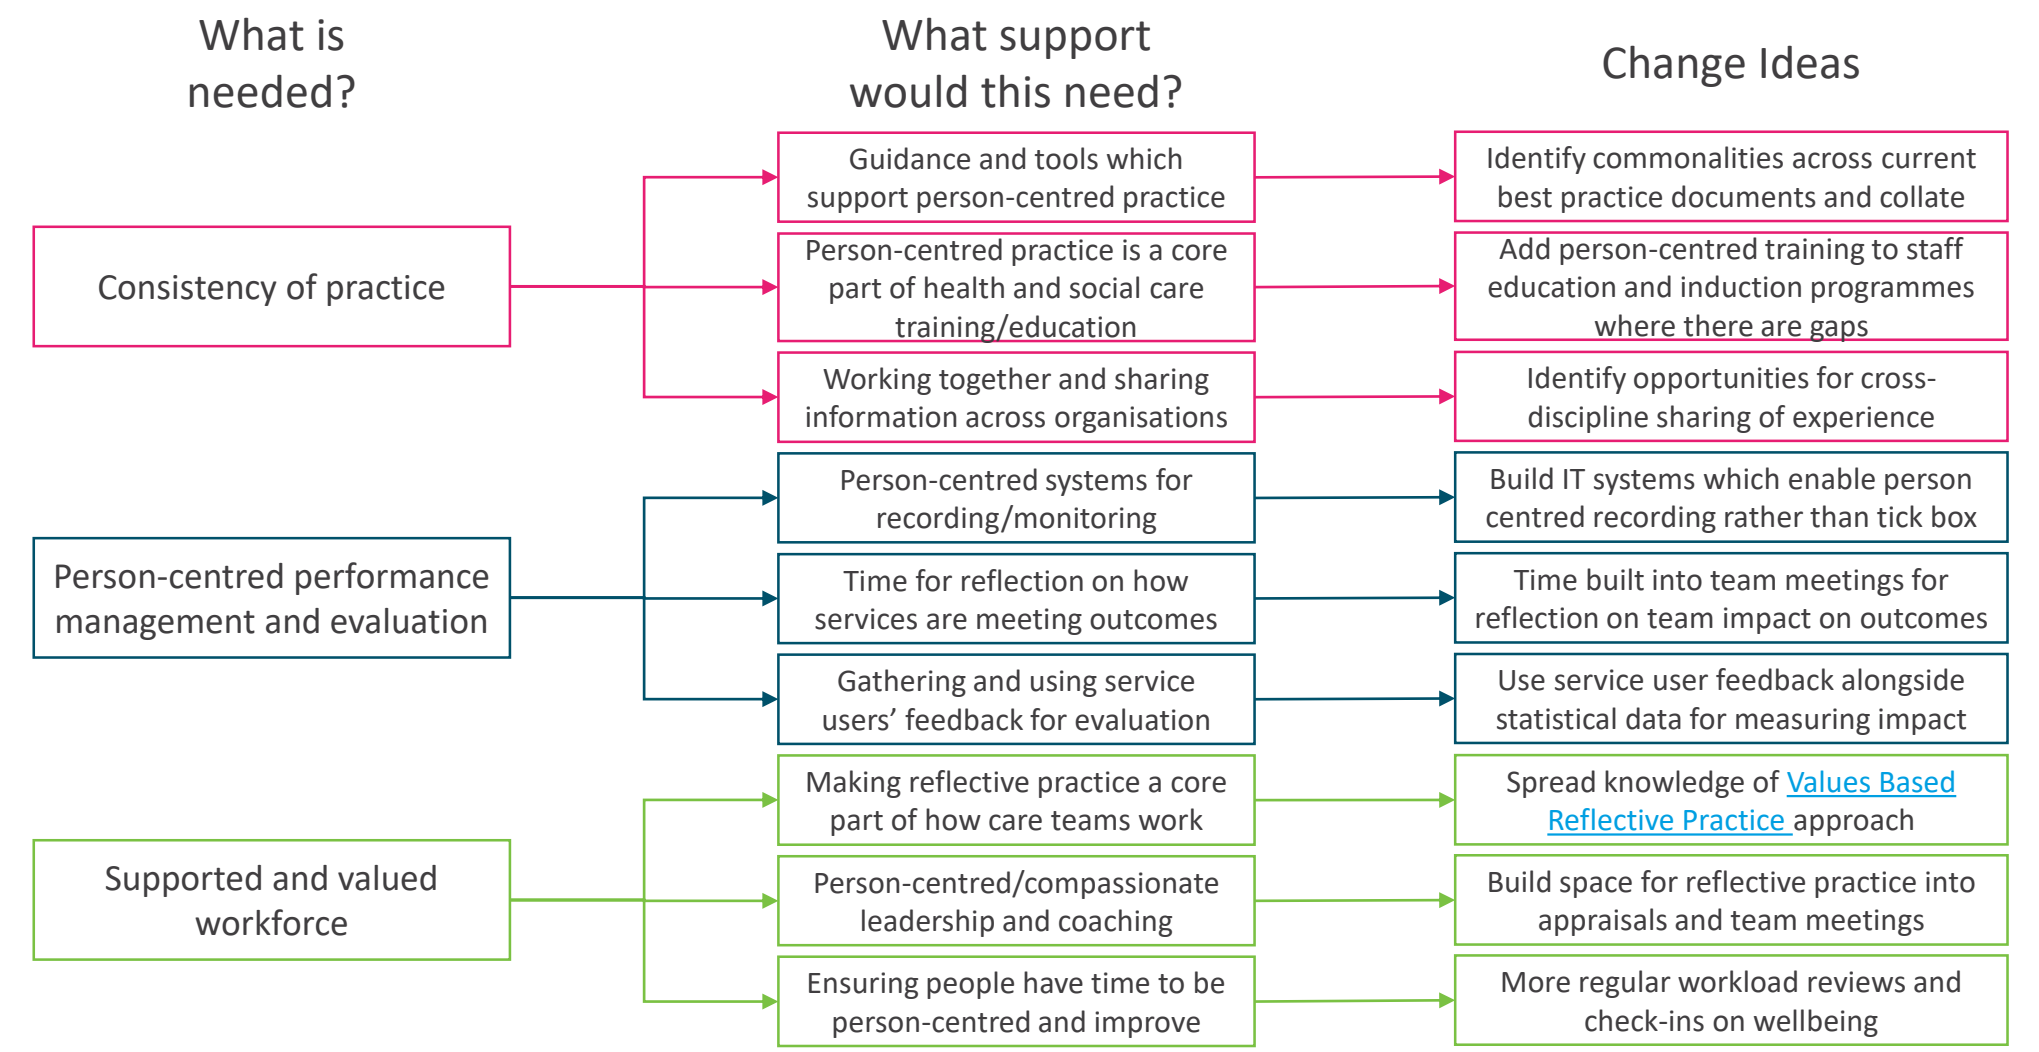 What is
needed?
What support
would this need?
Change Ideas
Consistency of practice
Guidance and tools which
support person-centred practice
Identify commonalities across current
best practice documents and collate
Person-centred practice is a core
part of health and social care
training/education
Add person-centred training to staff
education and induction programmes
where there are gaps
Working together and sharing
information across organisations
Identify opportunities for cross-
discipline sharing of experience
Person-centred performance
management and evaluation
Person-centred systems for
recording/monitoring
Build IT systems which enable person
centred recording rather than tick box
Time for reflection on how
services are meeting outcomes
Time built into team meetings for
reflection on team impact on outcomes
Gathering and using service
users’ feedback for evaluation
Use service user feedback alongside
statistical data for measuring impact
Supported and valued
workforce
Making reflective practice a core
part of how care teams work
Spread knowledge of Values Based
Reflective Practice approach
Person-centred/compassionate
leadership and coaching
Build space for reflective practice into
appraisals and team meetings
Ensuring people have time to be
person-centred and improve
More regular workload reviews and
check-ins on wellbeing